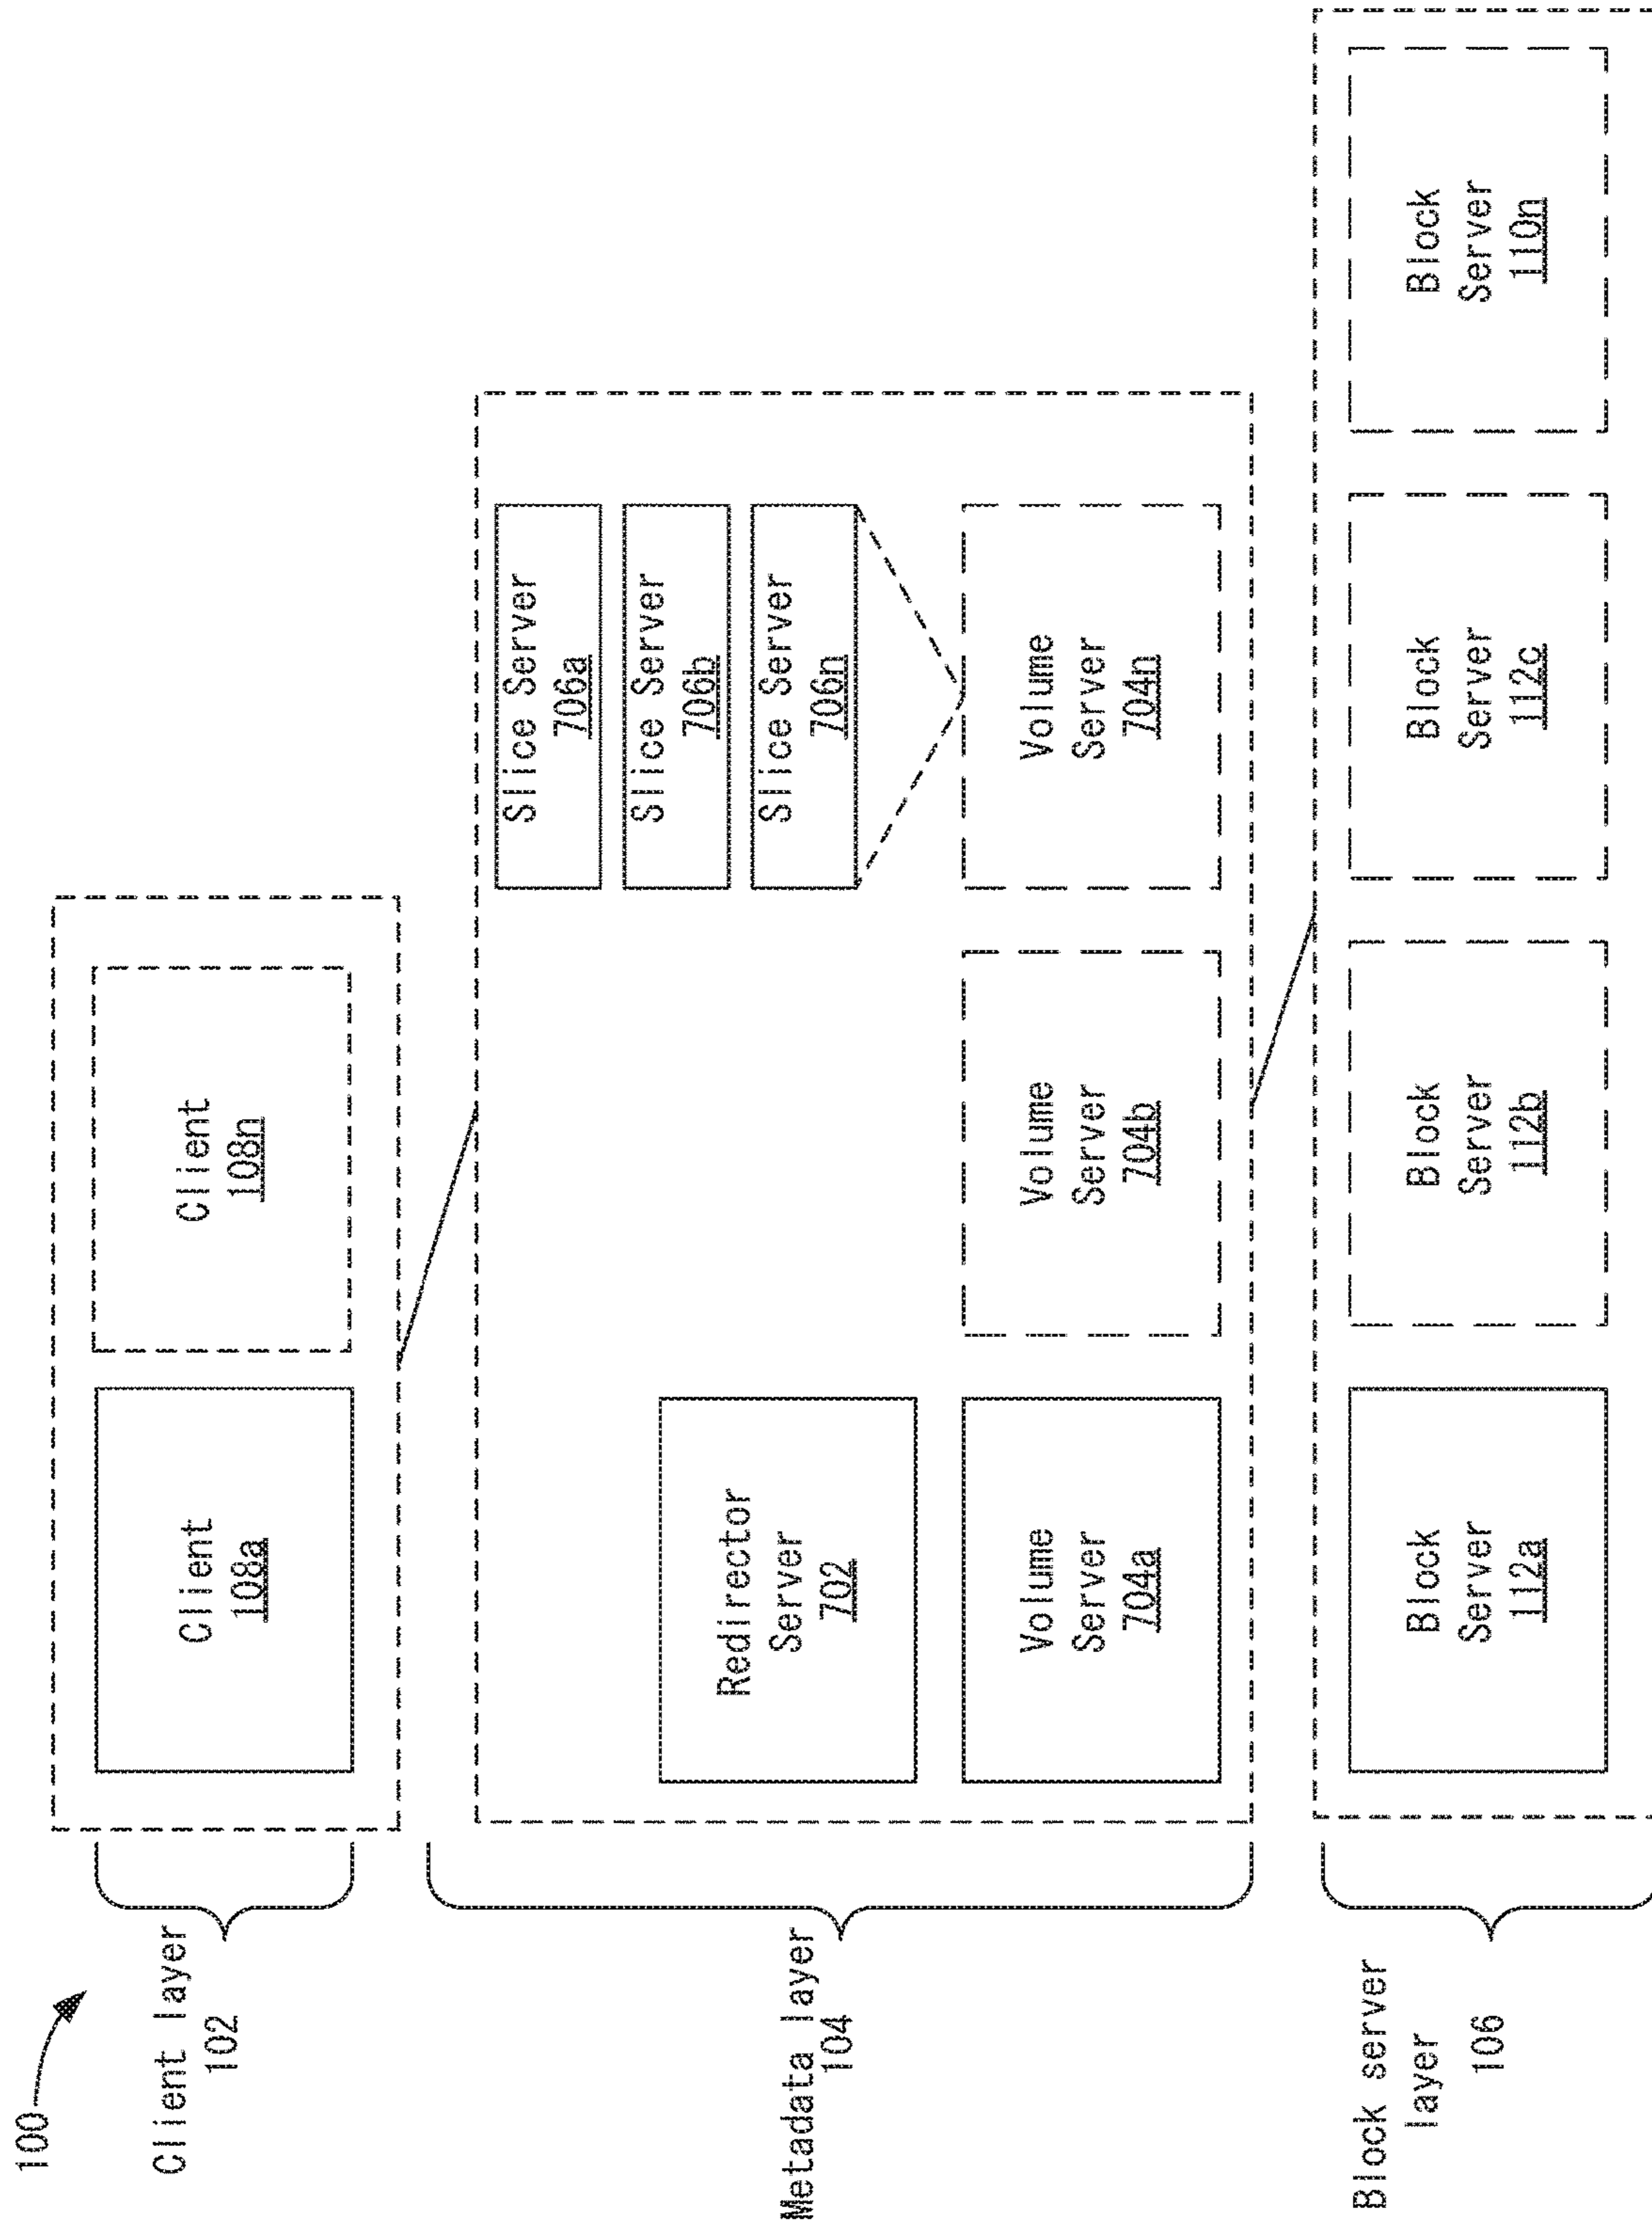 100
Client layer
102
Client
108a
Client
108n
Metadata layer
104
Redirector
Server
702
Slice Server
706a
Slice Server
706b
Slice Server
706n
Volume
Server
704a
Volume
Server
704b
Volume
Server
704n
Block server
layer
106
Block
Server
112a
Block
Server
112b
Block
Server
112c
Block
Server
110n